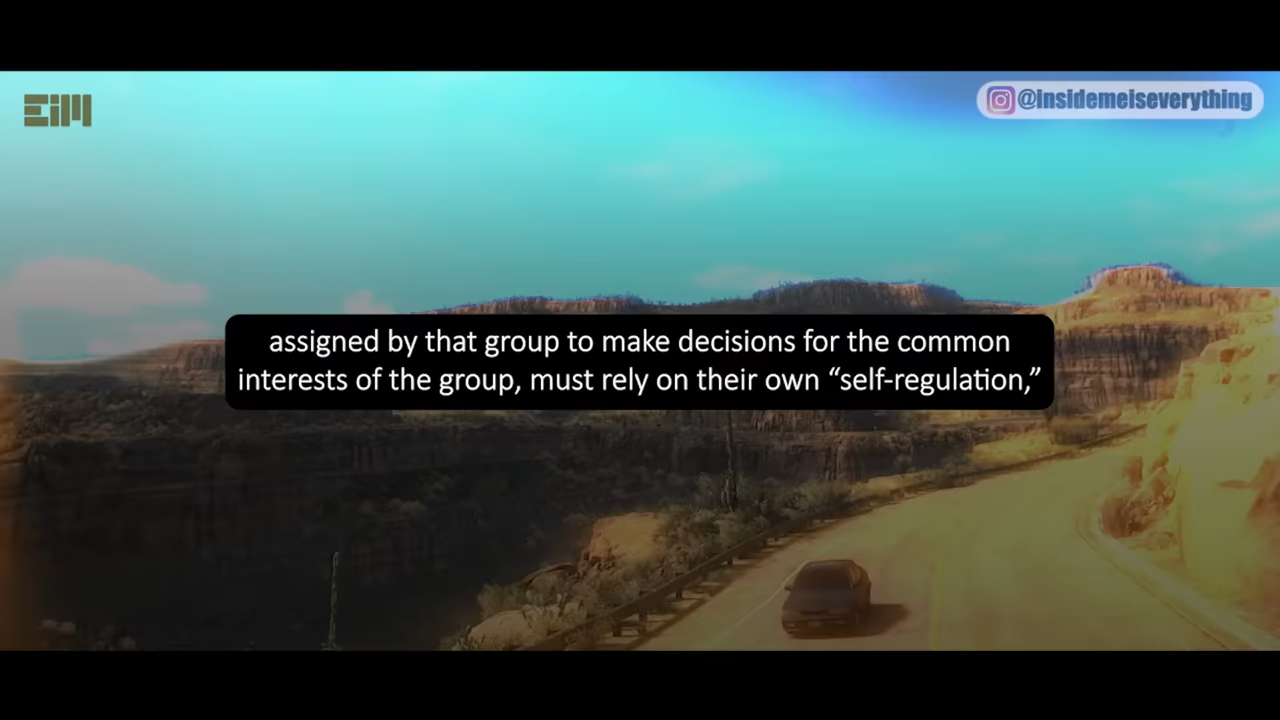 EiM
@insidemeiseverything
assigned by that group to make decisions for the common
interests of the group, must rely on their own “self-regulation,”